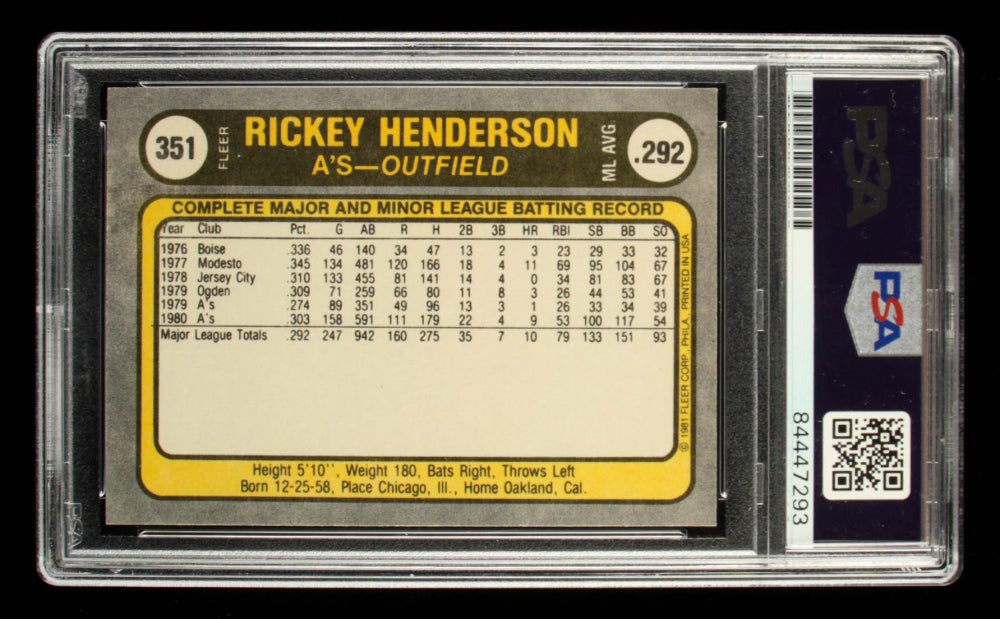 351 FLEER RICKEY HENDERSON ML AVG .292
A'S—OUTFIELD
COMPLETE MAJOR AND MINOR LEAGUE BATTING RECORD
Year Club Pct. G AB R H 2B 3B HR RBI SB BB SO
1976 Boise .336 46 140 34 47 13 2 3 23 29 33 32
1977 Modesto .345 134 481 120 166 18 4 11 69 95 104 67
1978 Jersey City .310 133 455 81 141 14 4 0 34 81 83 67
1979 Ogden .309 71 259 66 80 11 8 3 26 44 53 41
1979 A's .274 89 351 49 96 13 3 1 26 33 34 39
1980 A's .303 158 591 111 179 22 4 9 53 100 117 54
Major League Totals .292 247 942 160 275 35 7 10 79 133 151 93
© 1981 FLEER CORP., PHILA. PRINTED IN USA
Height 5'10'', Weight 180, Bats Right, Throws Left
Born 12-25-58, Place Chicago, Ill., Home Oakland, Cal.
PSA
PSA
84447293
PSA